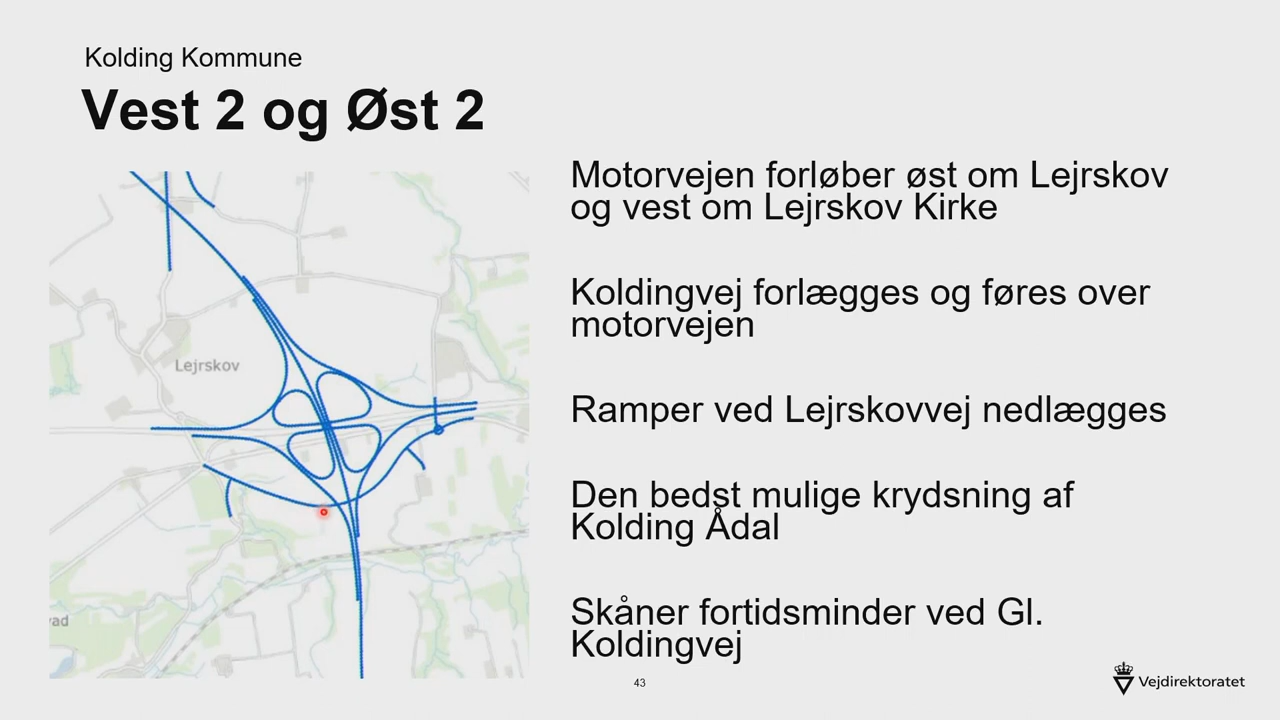 Kolding Kommune
Vest 2 og Øst 2
Motorvejen forløber øst om Lejrskov
og vest om Lejrskov Kirke
Koldingvej forlægges og føres over
motorvejen
Ramper ved Lejrskovvej nedlægges
Den bedst mulige krydsning af
Kolding Ådal
Skåner fortidsminder ved Gl.
Koldingvej
Lejrskov
ad
43
Vejdirektoratet